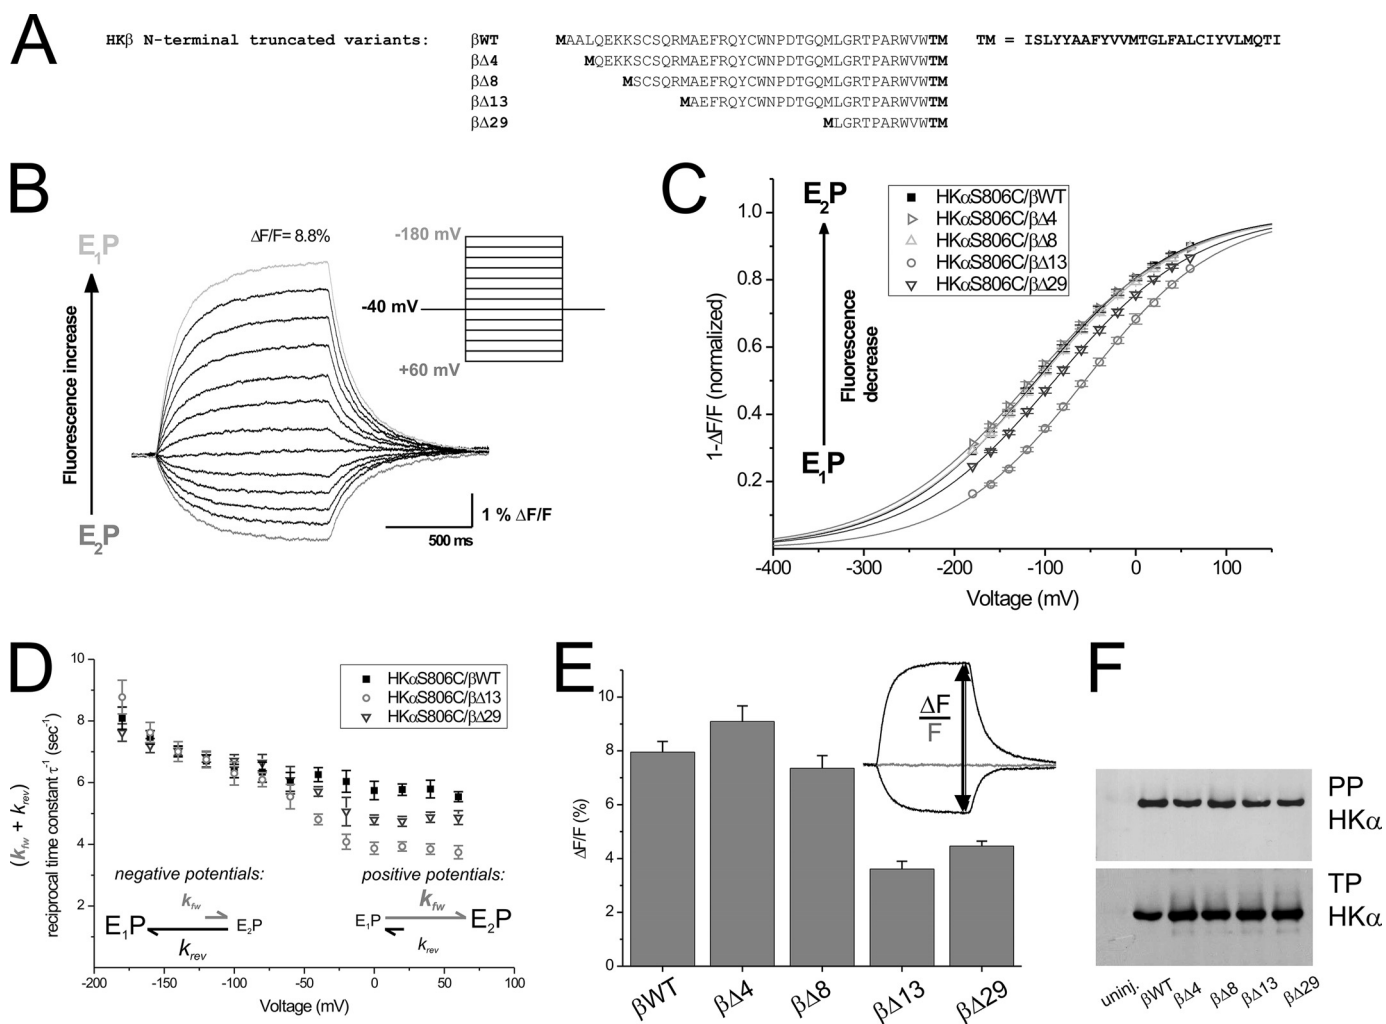 A
HKβ N-terminal truncated variants:
βWT MAALQEKKSCSQRMAEFRQYCWNPDTGQMLGRTPARWVWTM TM = ISLYYAAFYVVMTGLFALCIYVLMQTI
βΔ4 MQEKKSCSQRMAEFRQYCWNPDTGQMLGRTPARWVWTM
βΔ8 MSCSQRMAEFRQYCWNPDTGQMLGRTPARWVWTM
βΔ13 MAEFRQYCWNPDTGQMLGRTPARWVWTM
βΔ29 MLGRTPARWVWTM
B
E1P
Fluorescence increase
E2P
ΔF/F= 8.8%
-180 mV
-40 mV
+60 mV
1 % ΔF/F
500 ms
C
E2P
Fluorescence decrease
E1P
HKαS806C/βWT
HKαS806C/βΔ4
HKαS806C/βΔ8
HKαS806C/βΔ13
HKαS806C/βΔ29
1-ΔF/F (normalized)
1.0
0.8
0.6
0.4
0.2
-400 -300 -200 -100 0 100
Voltage (mV)
D
HKαS806C/βWT
HKαS806C/βΔ13
HKαS806C/βΔ29
(kfw + krev)
reciprocal time constant τ-1 (sec-1)
10
8
6
4
2
negative potentials:
kfw
E1P E2P
krev
positive potentials:
kfw
E1P E2P
krev
-200 -150 -100 -50 0 50 100
Voltage (mV)
E
ΔF/F (%)
10
8
6
4
2
0
ΔF
F
βWT βΔ4 βΔ8 βΔ13 βΔ29
F
PP
HKα
TP
HKα
uninj. βWT βΔ4 βΔ8 βΔ13 βΔ29